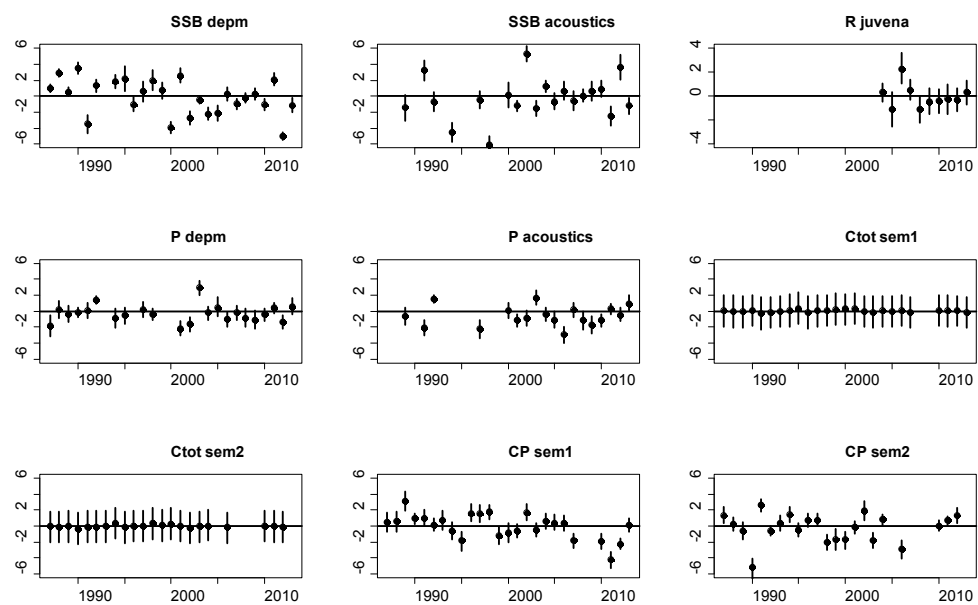 SSB depm SSB acoustics R juvena
6 2 -2 -6 6 2 -2 -6 4 2 0 -4
1990 2000 2010 1990 2000 2010 1990 2000 2010
P depm P acoustics Ctot sem1
6 2 -2 -6 6 2 -2 -6 6 2 -2 -6
1990 2000 2010 1990 2000 2010 1990 2000 2010
Ctot sem2 CP sem1 CP sem2
6 2 -2 -6 6 2 -2 -6 6 2 -2 -6
1990 2000 2010 1990 2000 2010 1990 2000 2010